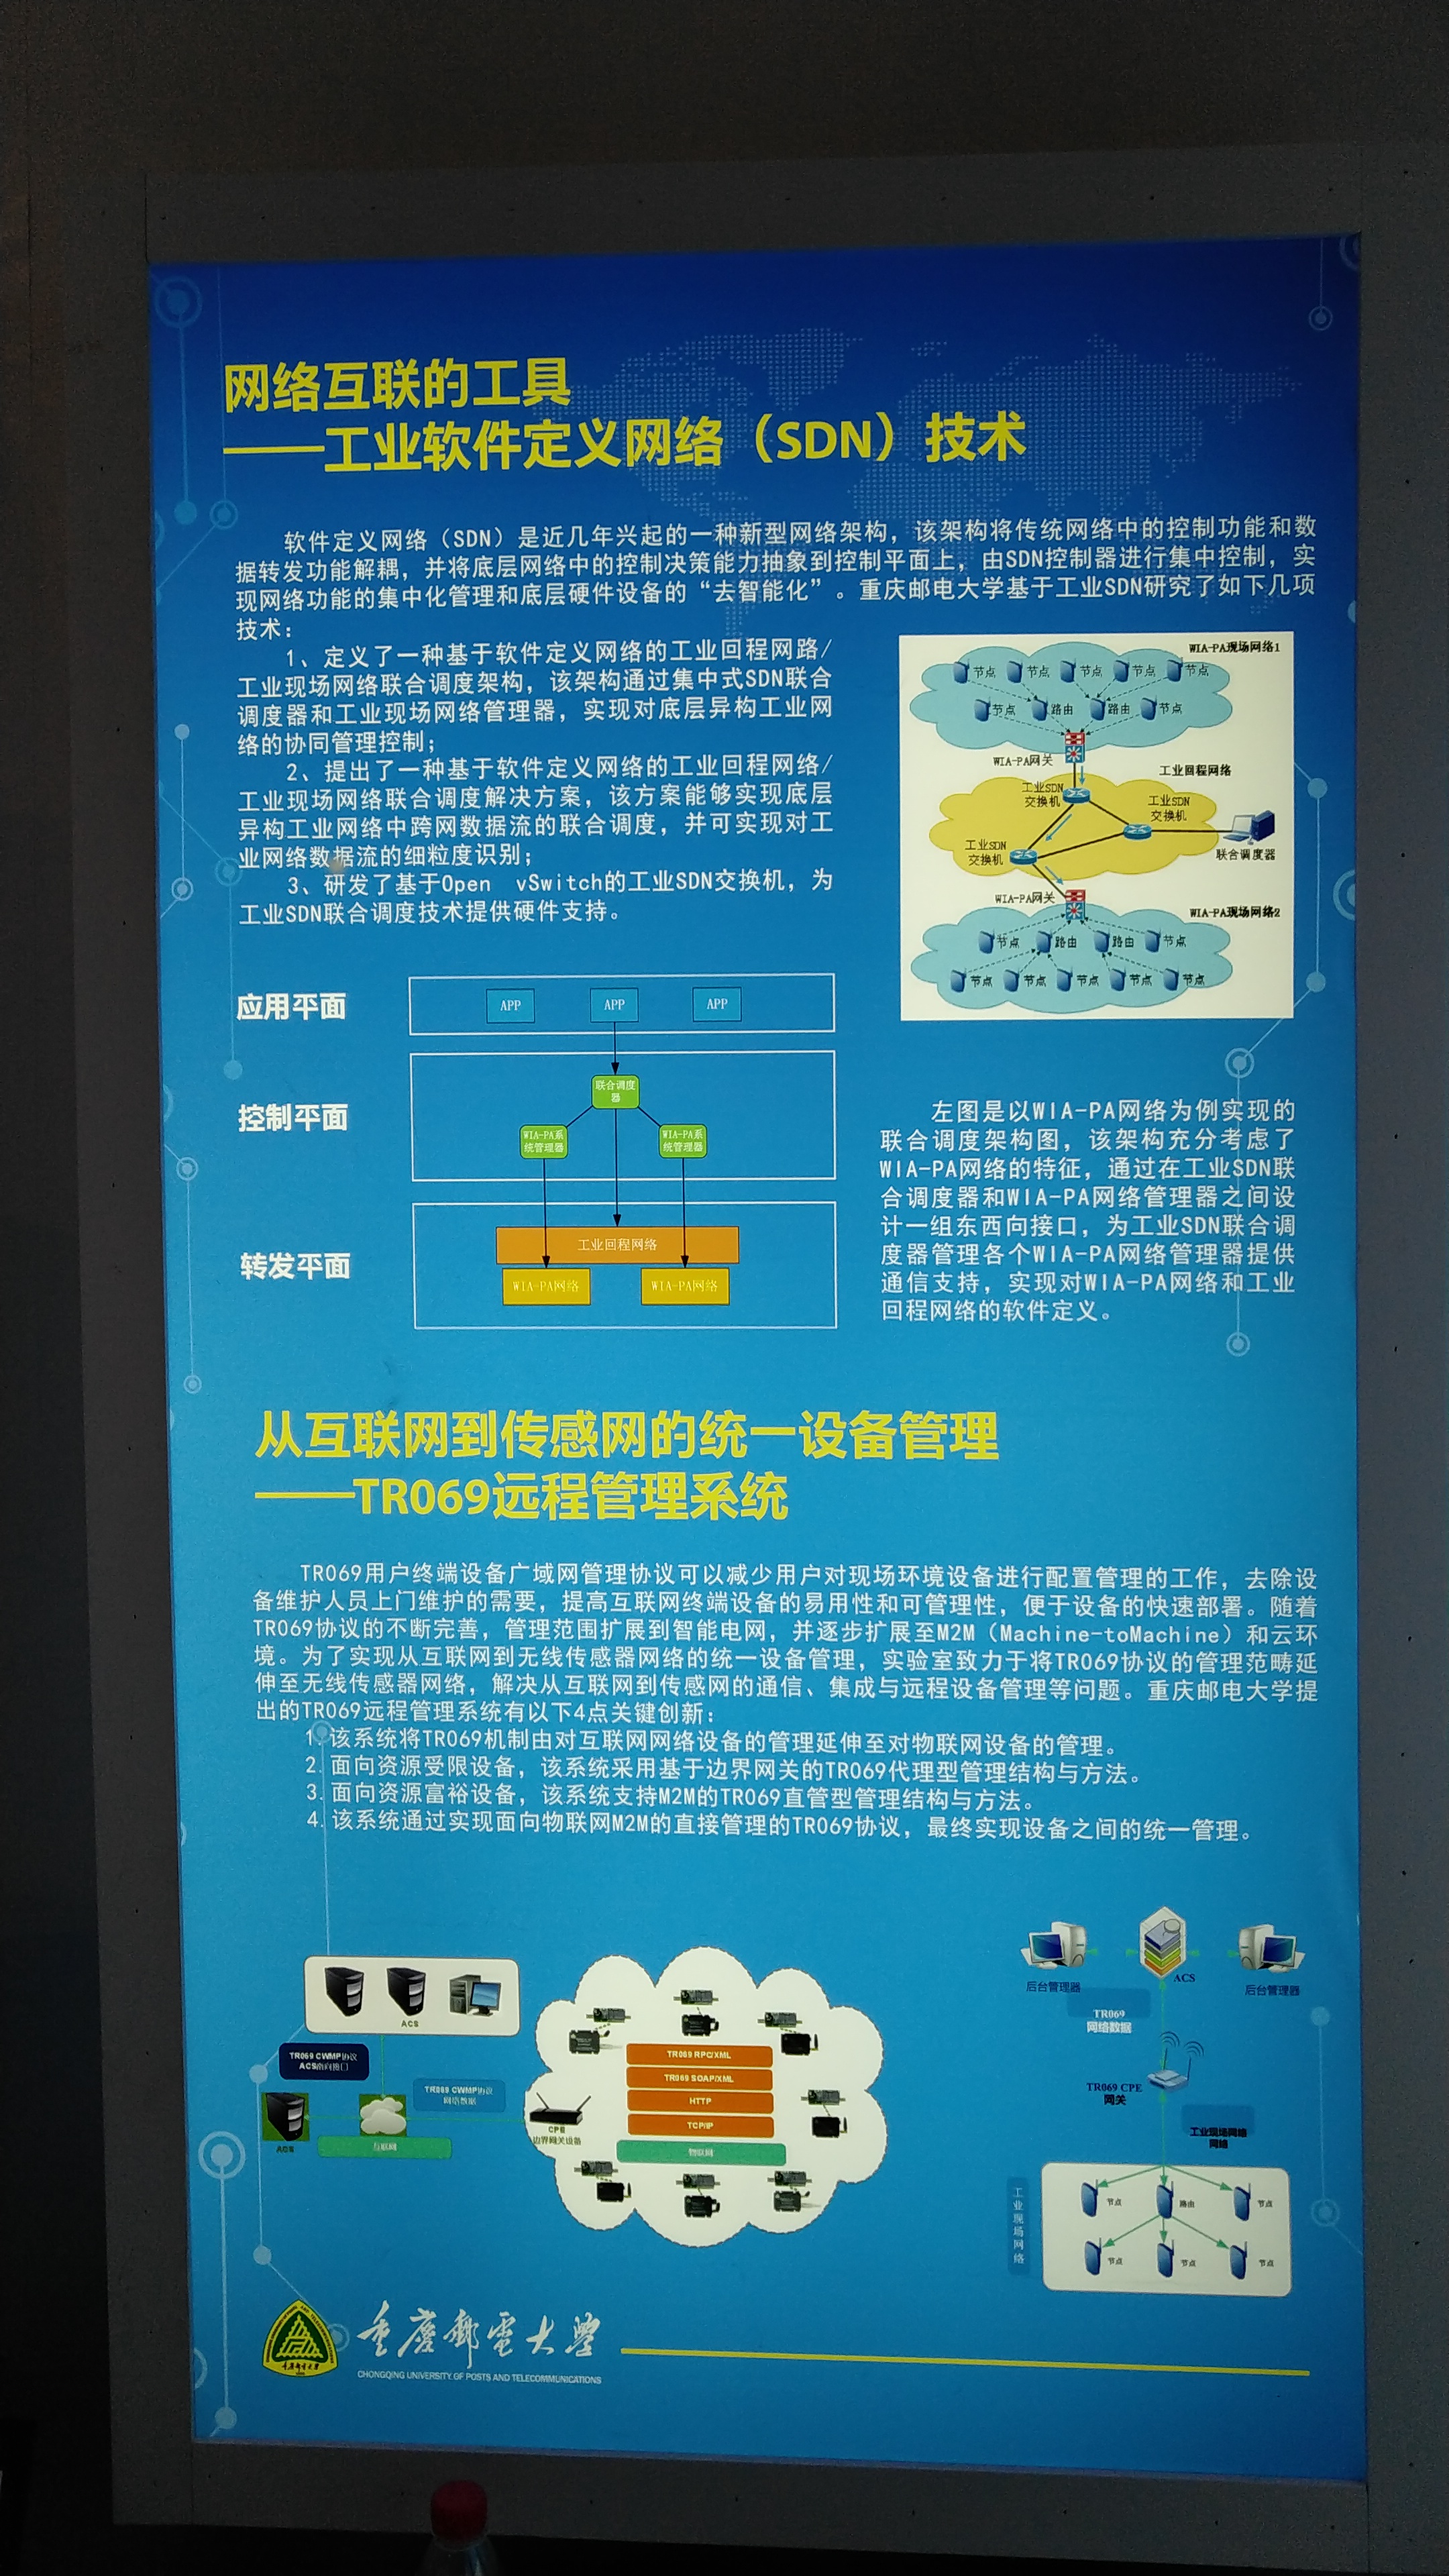 网络互联的工具
——工业软件定义网络（SDN）技术
软件定义网络（SDN）是近几年兴起的一种新型网络架构，该架构将传统网络中的控制功能和数
据转发功能解耦，并将底层网络中的控制决策能力抽象到控制平面上，由SDN控制器进行集中控制，实
现网络功能的集中化管理和底层硬件设备的“去智能化”。重庆邮电大学基于工业SDN研究了如下几项
技术：
1、定义了一种基于软件定义网络的工业回程网路/
工业现场网络联合调度架构，该架构通过集中式SDN联合
调度器和工业现场网络管理器，实现对底层异构工业网
络的协同管理控制；
2、提出了一种基于软件定义网络的工业回程网络/
工业现场网络联合调度解决方案，该方案能够实现底层
异构工业网络中跨网数据流的联合调度，并可实现对工
业网络数据流的细粒度识别；
3、研发了基于Open vSwitch的工业SDN交换机，为
工业SDN联合调度技术提供硬件支持。
WIA-PA现场网络1
节点 节点 节点 节点 节点
节点 路由 路由 节点
WIA-PA网关
工业回程网络
工业SDN
交换机
工业SDN
交换机
工业SDN
交换机
联合调度器
WIA-PA网关
WIA-PA现场网络2
节点 路由 路由 节点
节点 节点 节点 节点 节点
应用平面
APP APP APP
控制平面
联合调度
器
WIA-PA系
统管理器
WIA-PA系
统管理器
转发平面
工业回程网络
WIA-PA网络 WIA-PA网络
左图是以WIA-PA网络为例实现的
联合调度架构图，该架构充分考虑了
WIA-PA网络的特征，通过在工业SDN联
合调度器和WIA-PA网络管理器之间设
计一组东西向接口，为工业SDN联合调
度器管理各个WIA-PA网络管理器提供
通信支持，实现对WIA-PA网络和工业
回程网络的软件定义。
从互联网到传感网的统一设备管理
——TR069远程管理系统
TR069用户终端设备广域网管理协议可以减少用户对现场环境设备进行配置管理的工作，去除设
备维护人员上门维护的需要，提高互联网终端设备的易用性和可管理性，便于设备的快速部署。随着
TR069协议的不断完善，管理范围扩展到智能电网，并逐步扩展至M2M（Machine-toMachine）和云环
境。为了实现从互联网到无线传感器网络的统一设备管理，实验室致力于将TR069协议的管理范畴延
伸至无线传感器网络，解决从互联网到传感网的通信、集成与远程设备管理等问题。重庆邮电大学提
出的TR069远程管理系统有以下4点关键创新：
1. 该系统将TR069机制由对互联网网络设备的管理延伸至对物联网设备的管理。
2. 面向资源受限设备，该系统采用基于边界网关的TR069代理型管理结构与方法。
3. 面向资源富裕设备，该系统支持M2M的TR069直管型管理结构与方法。
4. 该系统通过实现面向物联网M2M的直接管理的TR069协议，最终实现设备之间的统一管理。
ACS
TR069 CWMP协议
ACS南向接口
TR069 CWMP协议
网络数据
ACS
互联网
CPE
边界网关设备
TR069 RPC/XML
TR069 SOAP/XML
HTTP
TCP/IP
物联网
后台管理器
ACS
后台管理器
TR069
网络数据
TR069 CPE
网关
工业现场网络
网络
工业现场网络
节点 路由 节点
节点 节点 节点
重庆邮电大学
CHONGQING UNIVERSITY OF POSTS AND TELECOMMUNICATIONS